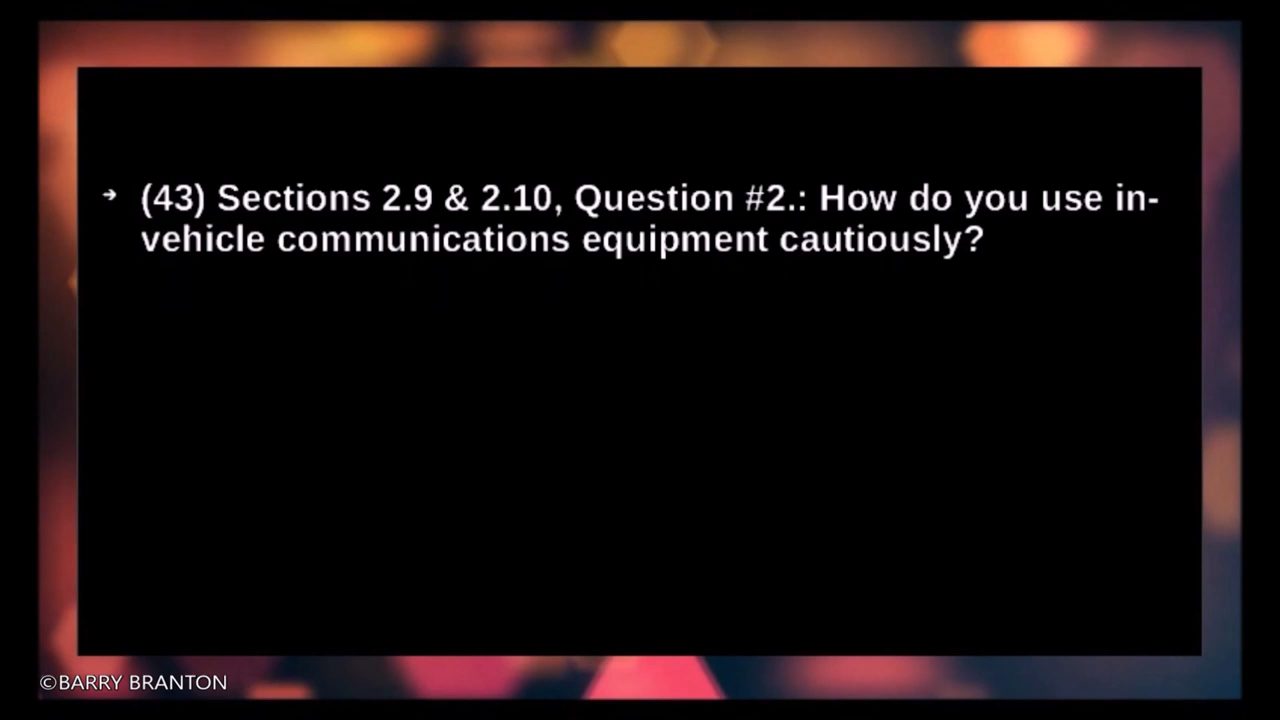 ➔ (43) Sections 2.9 & 2.10, Question #2.: How do you use in-
vehicle communications equipment cautiously?
©BARRY BRANTON